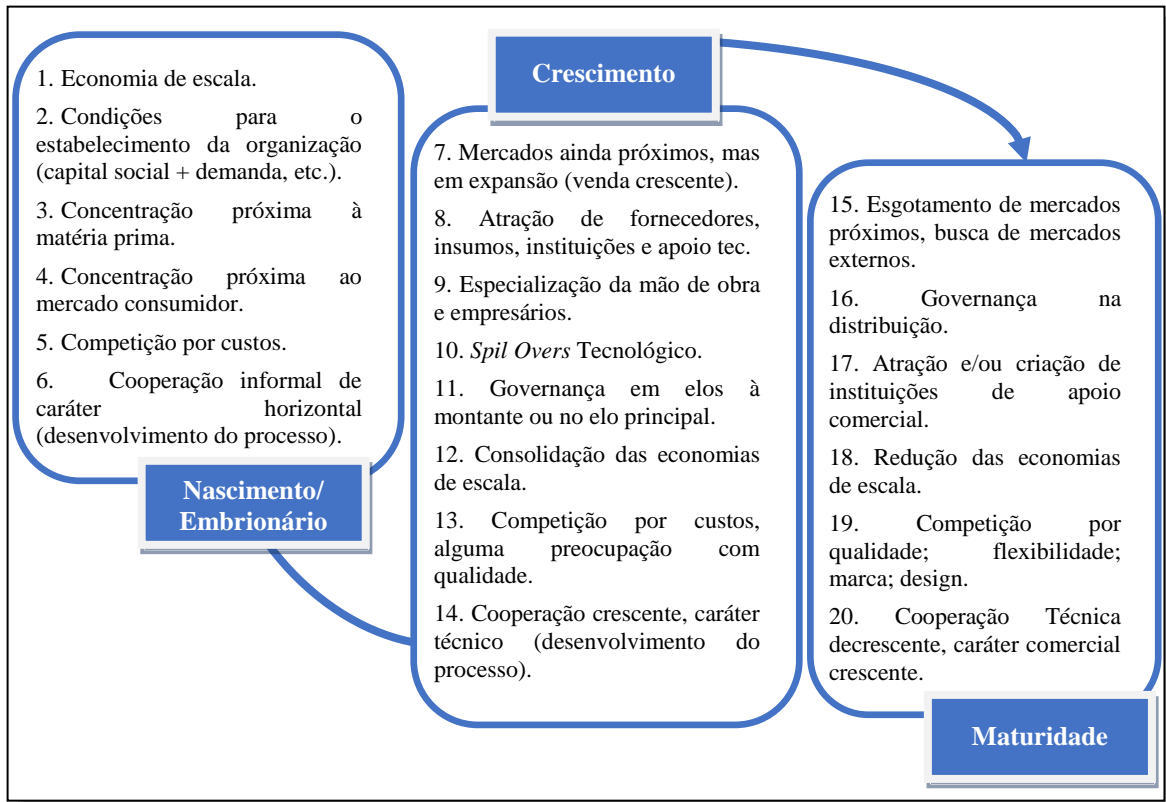 1. Economia de escala.
2. Condições para o
estabelecimento da organização
(capital social + demanda, etc.).
3. Concentração próxima à
matéria prima.
4. Concentração próxima ao
mercado consumidor.
5. Competição por custos.
6. Cooperação informal de
caráter horizontal
(desenvolvimento do processo).
Nascimento/
Embrionário
Crescimento
7. Mercados ainda próximos, mas
em expansão (venda crescente).
8. Atração de fornecedores,
insumos, instituições e apoio tec.
9. Especialização da mão de obra
e empresários.
10. Spil Overs Tecnológico.
11. Governança em elos à
montante ou no elo principal.
12. Consolidação das economias
de escala.
13. Competição por custos,
alguma preocupação com
qualidade.
14. Cooperação crescente, caráter
técnico (desenvolvimento do
processo).
15. Esgotamento de mercados
próximos, busca de mercados
externos.
16. Governança na
distribuição.
17. Atração e/ou criação de
instituições de apoio
comercial.
18. Redução das economias
de escala.
19. Competição por
qualidade; flexibilidade;
marca; design.
20. Cooperação Técnica
decrescente, caráter comercial
crescente.
Maturidade